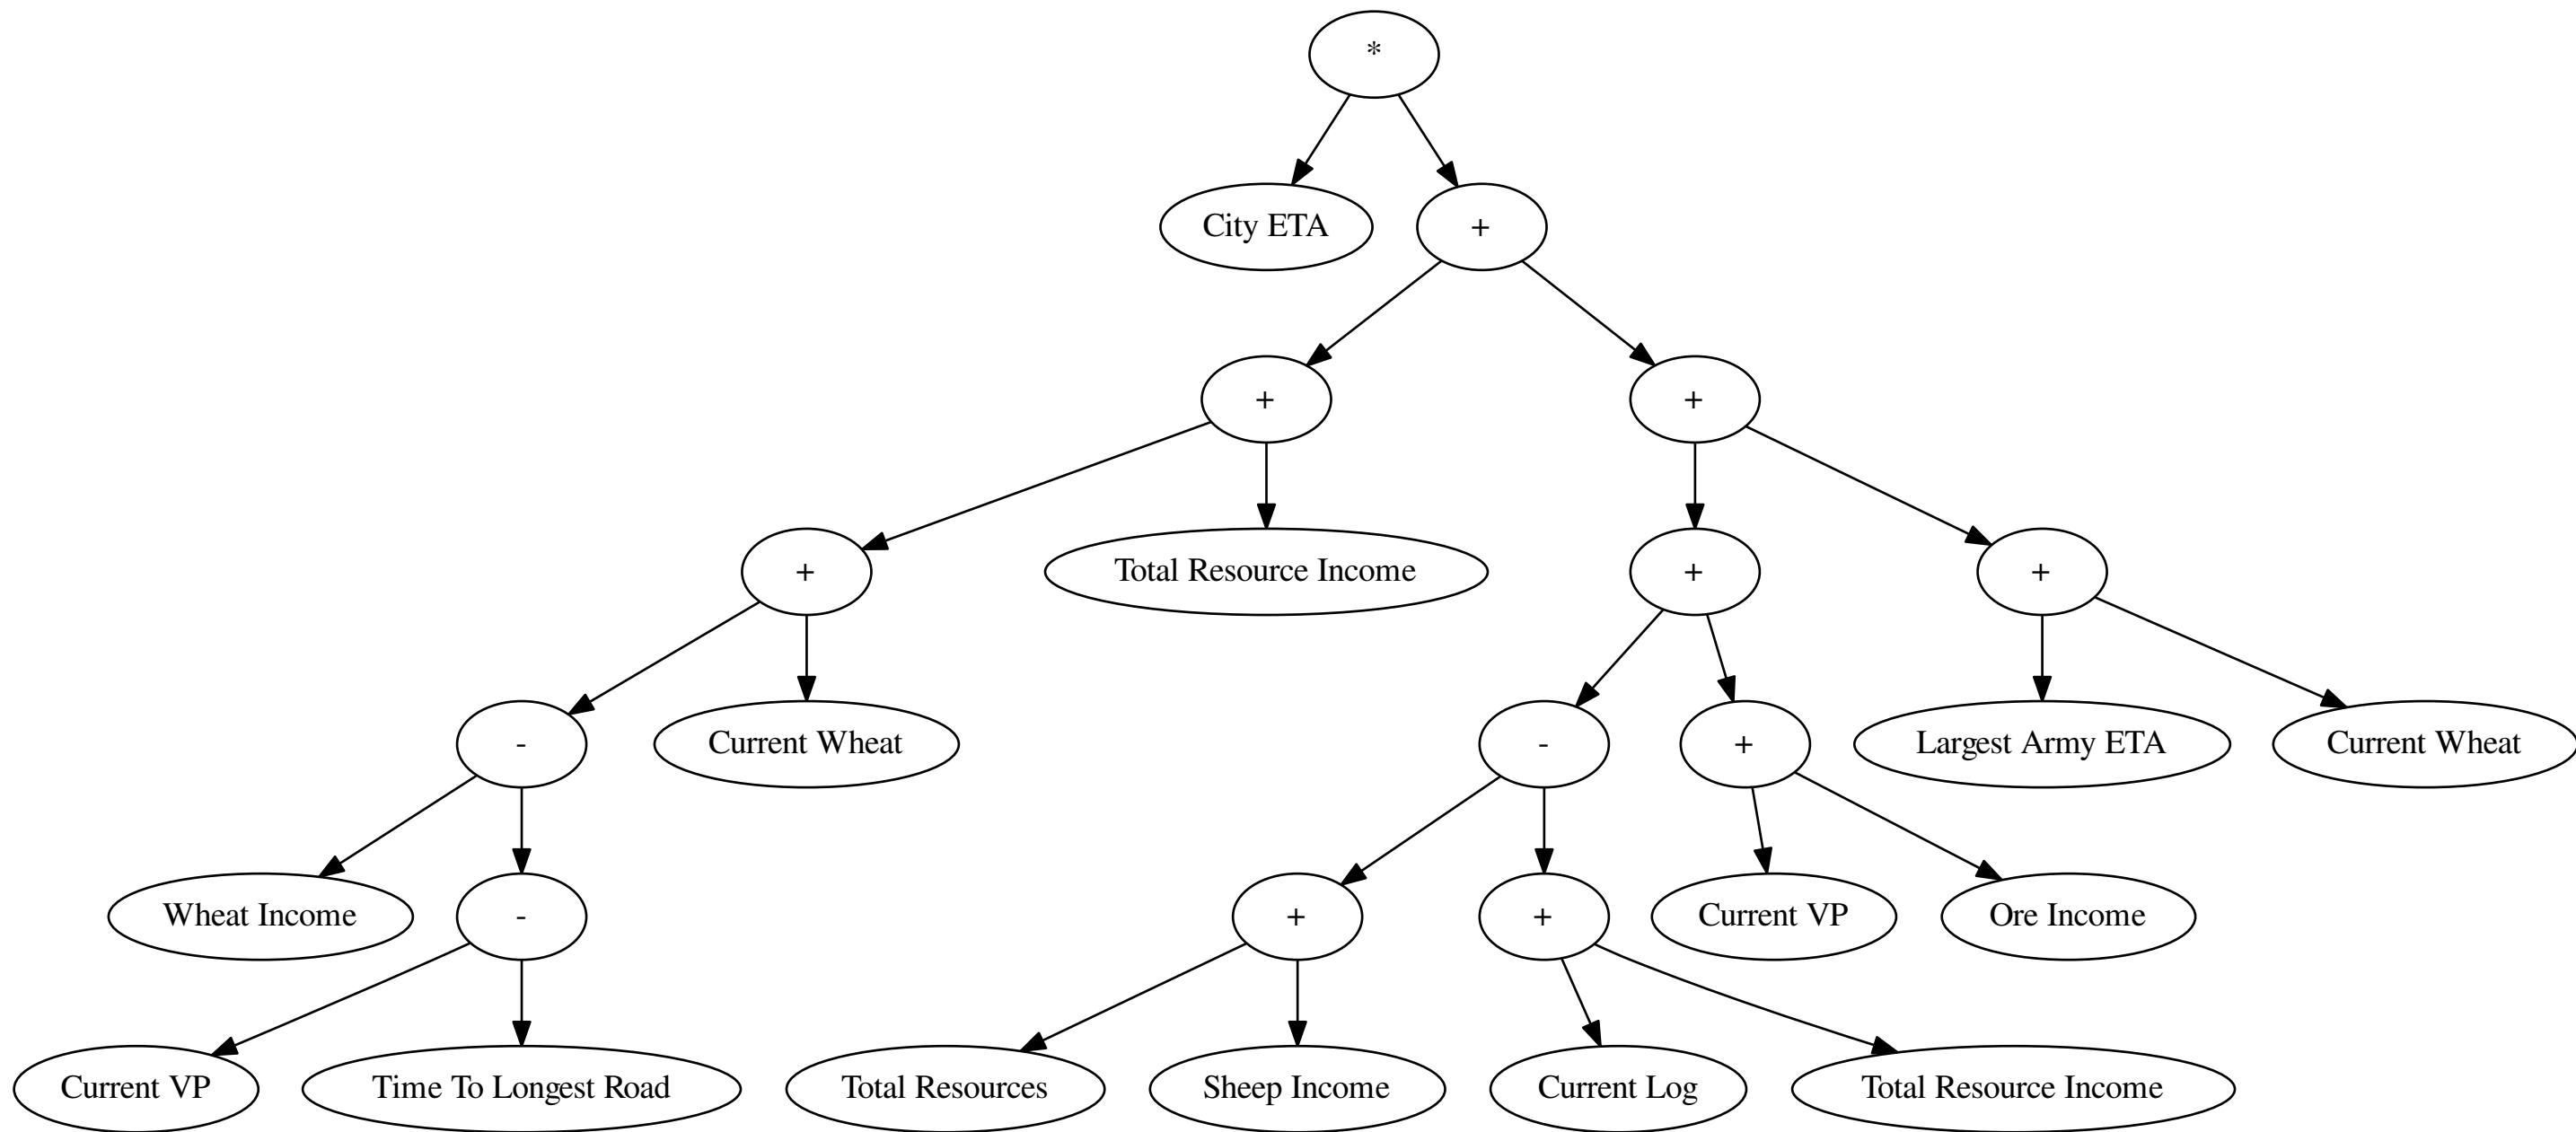 *
City ETA
+
+
+
+
Total Resource Income
+
+
-
Current Wheat
-
+
Largest Army ETA
Current Wheat
Wheat Income
-
+
+
Current VP
Ore Income
Current VP
Time To Longest Road
Total Resources
Sheep Income
Current Log
Total Resource Income